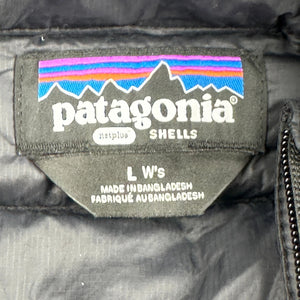 patagonia®
netplus SHELLS
L W's
MADE IN BANGLADESH
FABRIQUÉ AU BANGLADESH